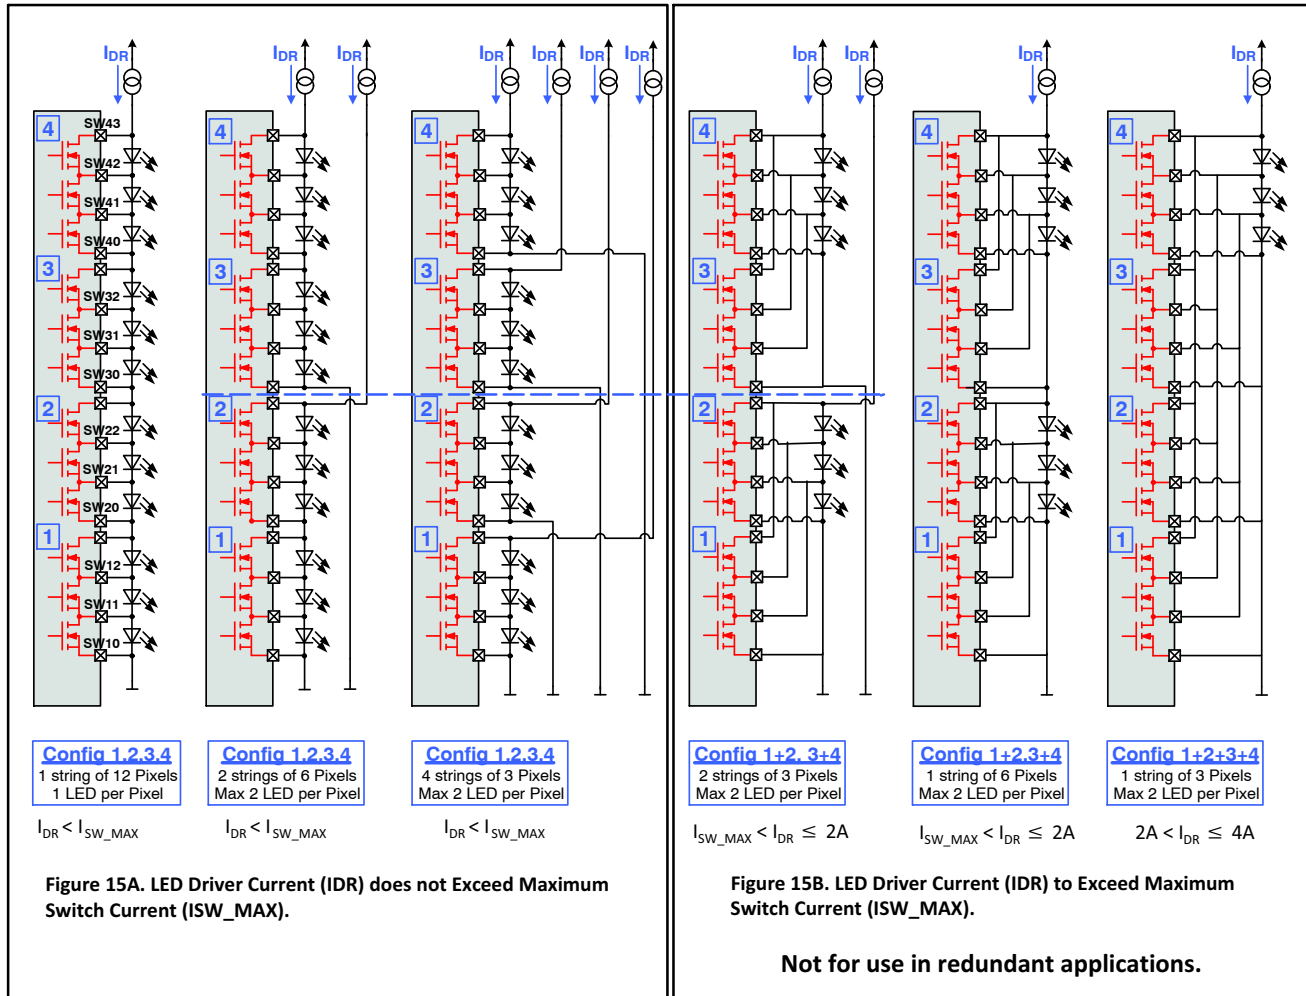 IDR IDR IDR IDR IDR IDR IDR
IDR IDR IDR IDR
4 SW43
SW42
SW41
SW40
3
SW32
SW31
SW30
2
SW22
SW21
SW20
1
SW12
SW11
SW10
4
3
2
1
4
3
2
1
Config 1,2,3,4
1 string of 12 Pixels
1 LED per Pixel
IDR < ISW_MAX
Config 1,2,3,4
2 strings of 6 Pixels
Max 2 LED per Pixel
IDR < ISW_MAX
Config 1,2,3,4
4 strings of 3 Pixels
Max 2 LED per Pixel
IDR < ISW_MAX
Figure 15A. LED Driver Current (IDR) does not Exceed Maximum
Switch Current (ISW_MAX).
4
3
2
1
4
3
2
1
4
3
2
1
Config 1+2, 3+4
2 strings of 3 Pixels
Max 2 LED per Pixel
ISW_MAX < IDR ≤ 2A
Config 1+2,3+4
1 string of 6 Pixels
Max 2 LED per Pixel
ISW_MAX < IDR ≤ 2A
Config 1+2+3+4
1 string of 3 Pixels
Max 2 LED per Pixel
2A < IDR ≤ 4A
Figure 15B. LED Driver Current (IDR) to Exceed Maximum
Switch Current (ISW_MAX).
Not for use in redundant applications.